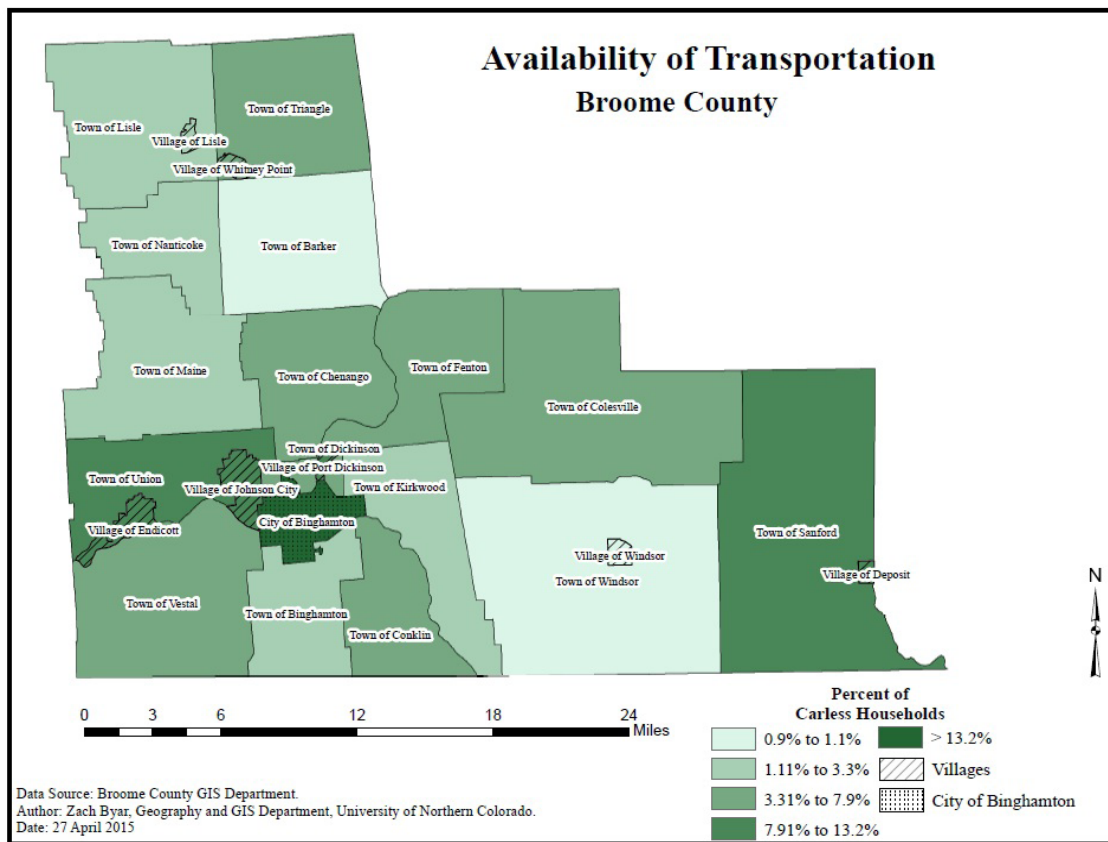 Availability of Transportation
Broome County
Town of Triangle
Town of Lisle
Village of Lisle
Village of Whitney Point
Town of Nanticoke
Town of Barker
Town of Maine
Town of Chenango
Town of Fenton
Town of Colesville
Town of Dickinson
Village of Port Dickinson
Town of Union
Village of Johnson City
Town of Kirkwood
City of Binghamton
Village of Endicott
Town of Sanford
Village of Windsor
Town of Windsor
Village of Deposit
Town of Vestal
Town of Binghamton
Town of Conklin
N
0 3 6 12 18 24
Miles
Percent of
Carless Households
0.9% to 1.1%
1.11% to 3.3%
3.31% to 7.9%
7.91% to 13.2%
> 13.2%
Villages
City of Binghamton
Data Source: Broome County GIS Department.
Author: Zach Byar, Geography and GIS Department, University of Northern Colorado.
Date: 27 April 2015